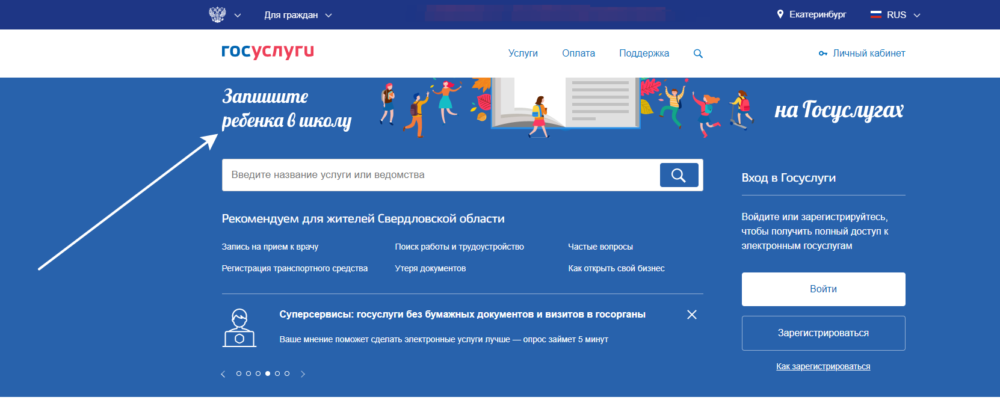 Для граждан
Екатеринбург
RUS
госуслуги
Услуги
Оплата
Поддержка
Личный кабинет
Запишите
ребенка в школу
на Госуслугах
Введите название услуги или ведомства
Рекомендуем для жителей Свердловской области
Запись на прием к врачу
Поиск работы и трудоустройство
Частые вопросы
Регистрация транспортного средства
Утеря документов
Как открыть свой бизнес
Суперсервисы: госуслуги без бумажных документов и визитов в госорганы
Ваше мнение поможет сделать электронные услуги лучше — опрос займет 5 минут
Вход в Госуслуги
Войдите или зарегистрируйтесь,
чтобы получить полный доступ к
электронным госуслугам
Войти
Зарегистрироваться
Как зарегистрироваться